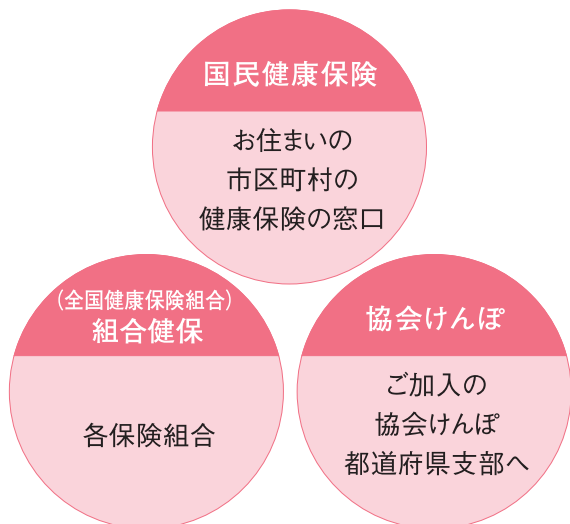 国民健康保険
お住まいの
市区町村の
健康保険の窓口
(全国健康保険組合)
組合健保
各保険組合
協会けんぽ
ご加入の
協会けんぽ
都道府県支部へ